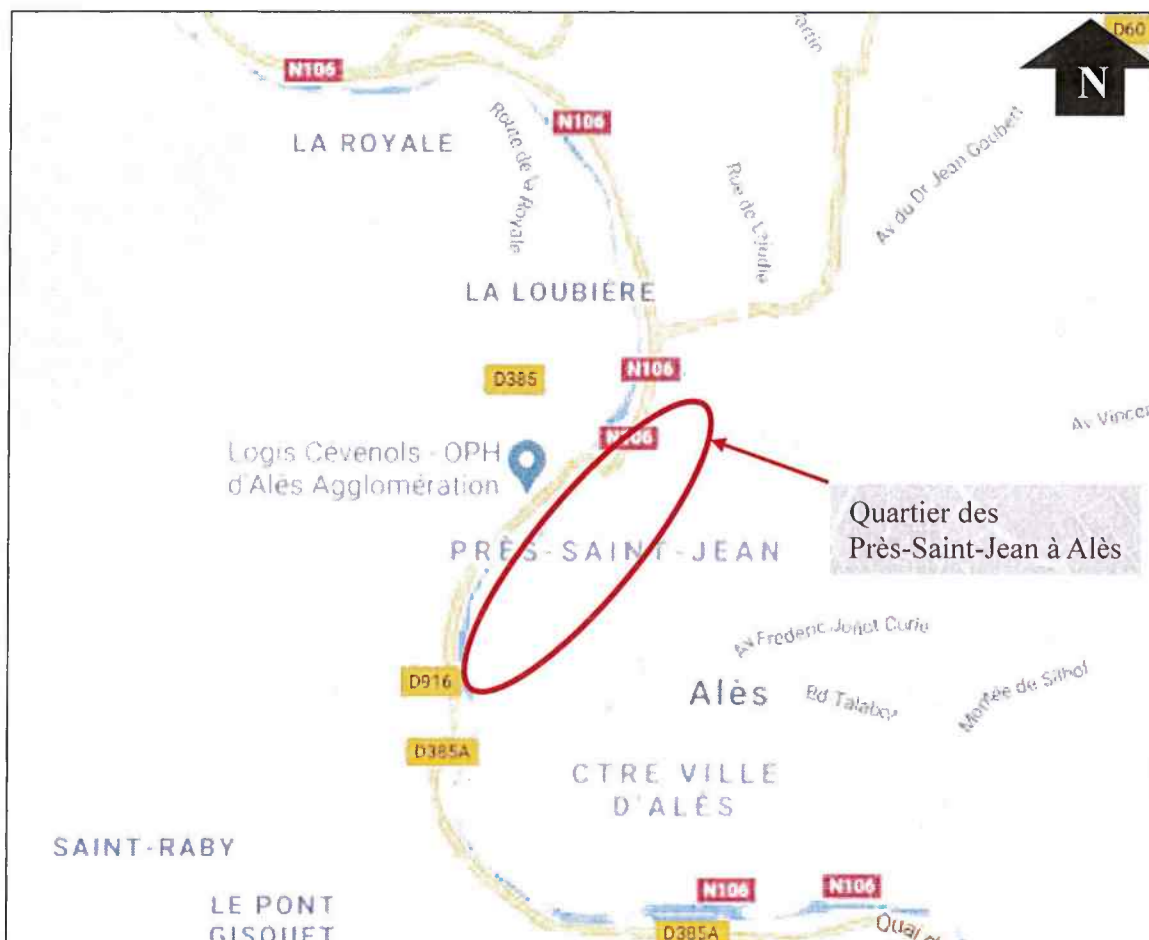 D60
N
N106
LA ROYALE
N106
Route de la Royale
Rue de Lajudie
Av du Dr Jean Goubert
LA LOUBIÈRE
N106
D385
N106
Av Vincen
Logis Cévenols - OPH
d'Alès Agglomération
Quartier des
Près-Saint-Jean à Alès
PRÈS-SAINT-JEAN
Av Frederic Joliot Curie
D916
Alès
Bd Talabot
Montée de Silhol
D385A
CTRE VILLE
D'ALÈS
SAINT-RABY
N106
N106
LE PONT
GISQUET
D385A
Quai